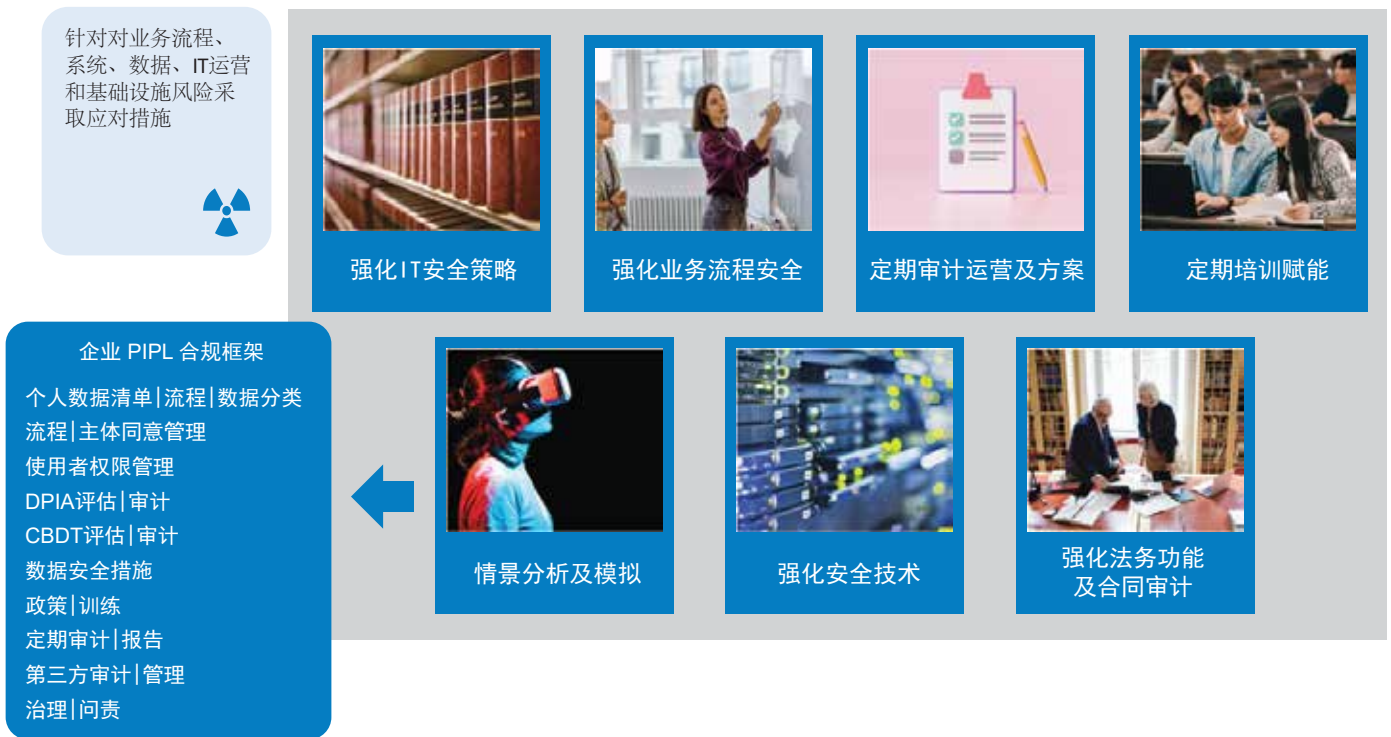 针对对业务流程、
系统、数据、IT运营
和基础设施风险采
取应对措施
强化IT安全策略
强化业务流程安全
定期审计运营及方案
定期培训赋能
企业 PIPL 合规框架
个人数据清单|流程|数据分类
流程|主体同意管理
使用者权限管理
DPIA评估|审计
CBDT评估|审计
数据安全措施
政策|训练
定期审计|报告
第三方审计|管理
治理|问责
情景分析及模拟
强化安全技术
强化法务功能
及合同审计